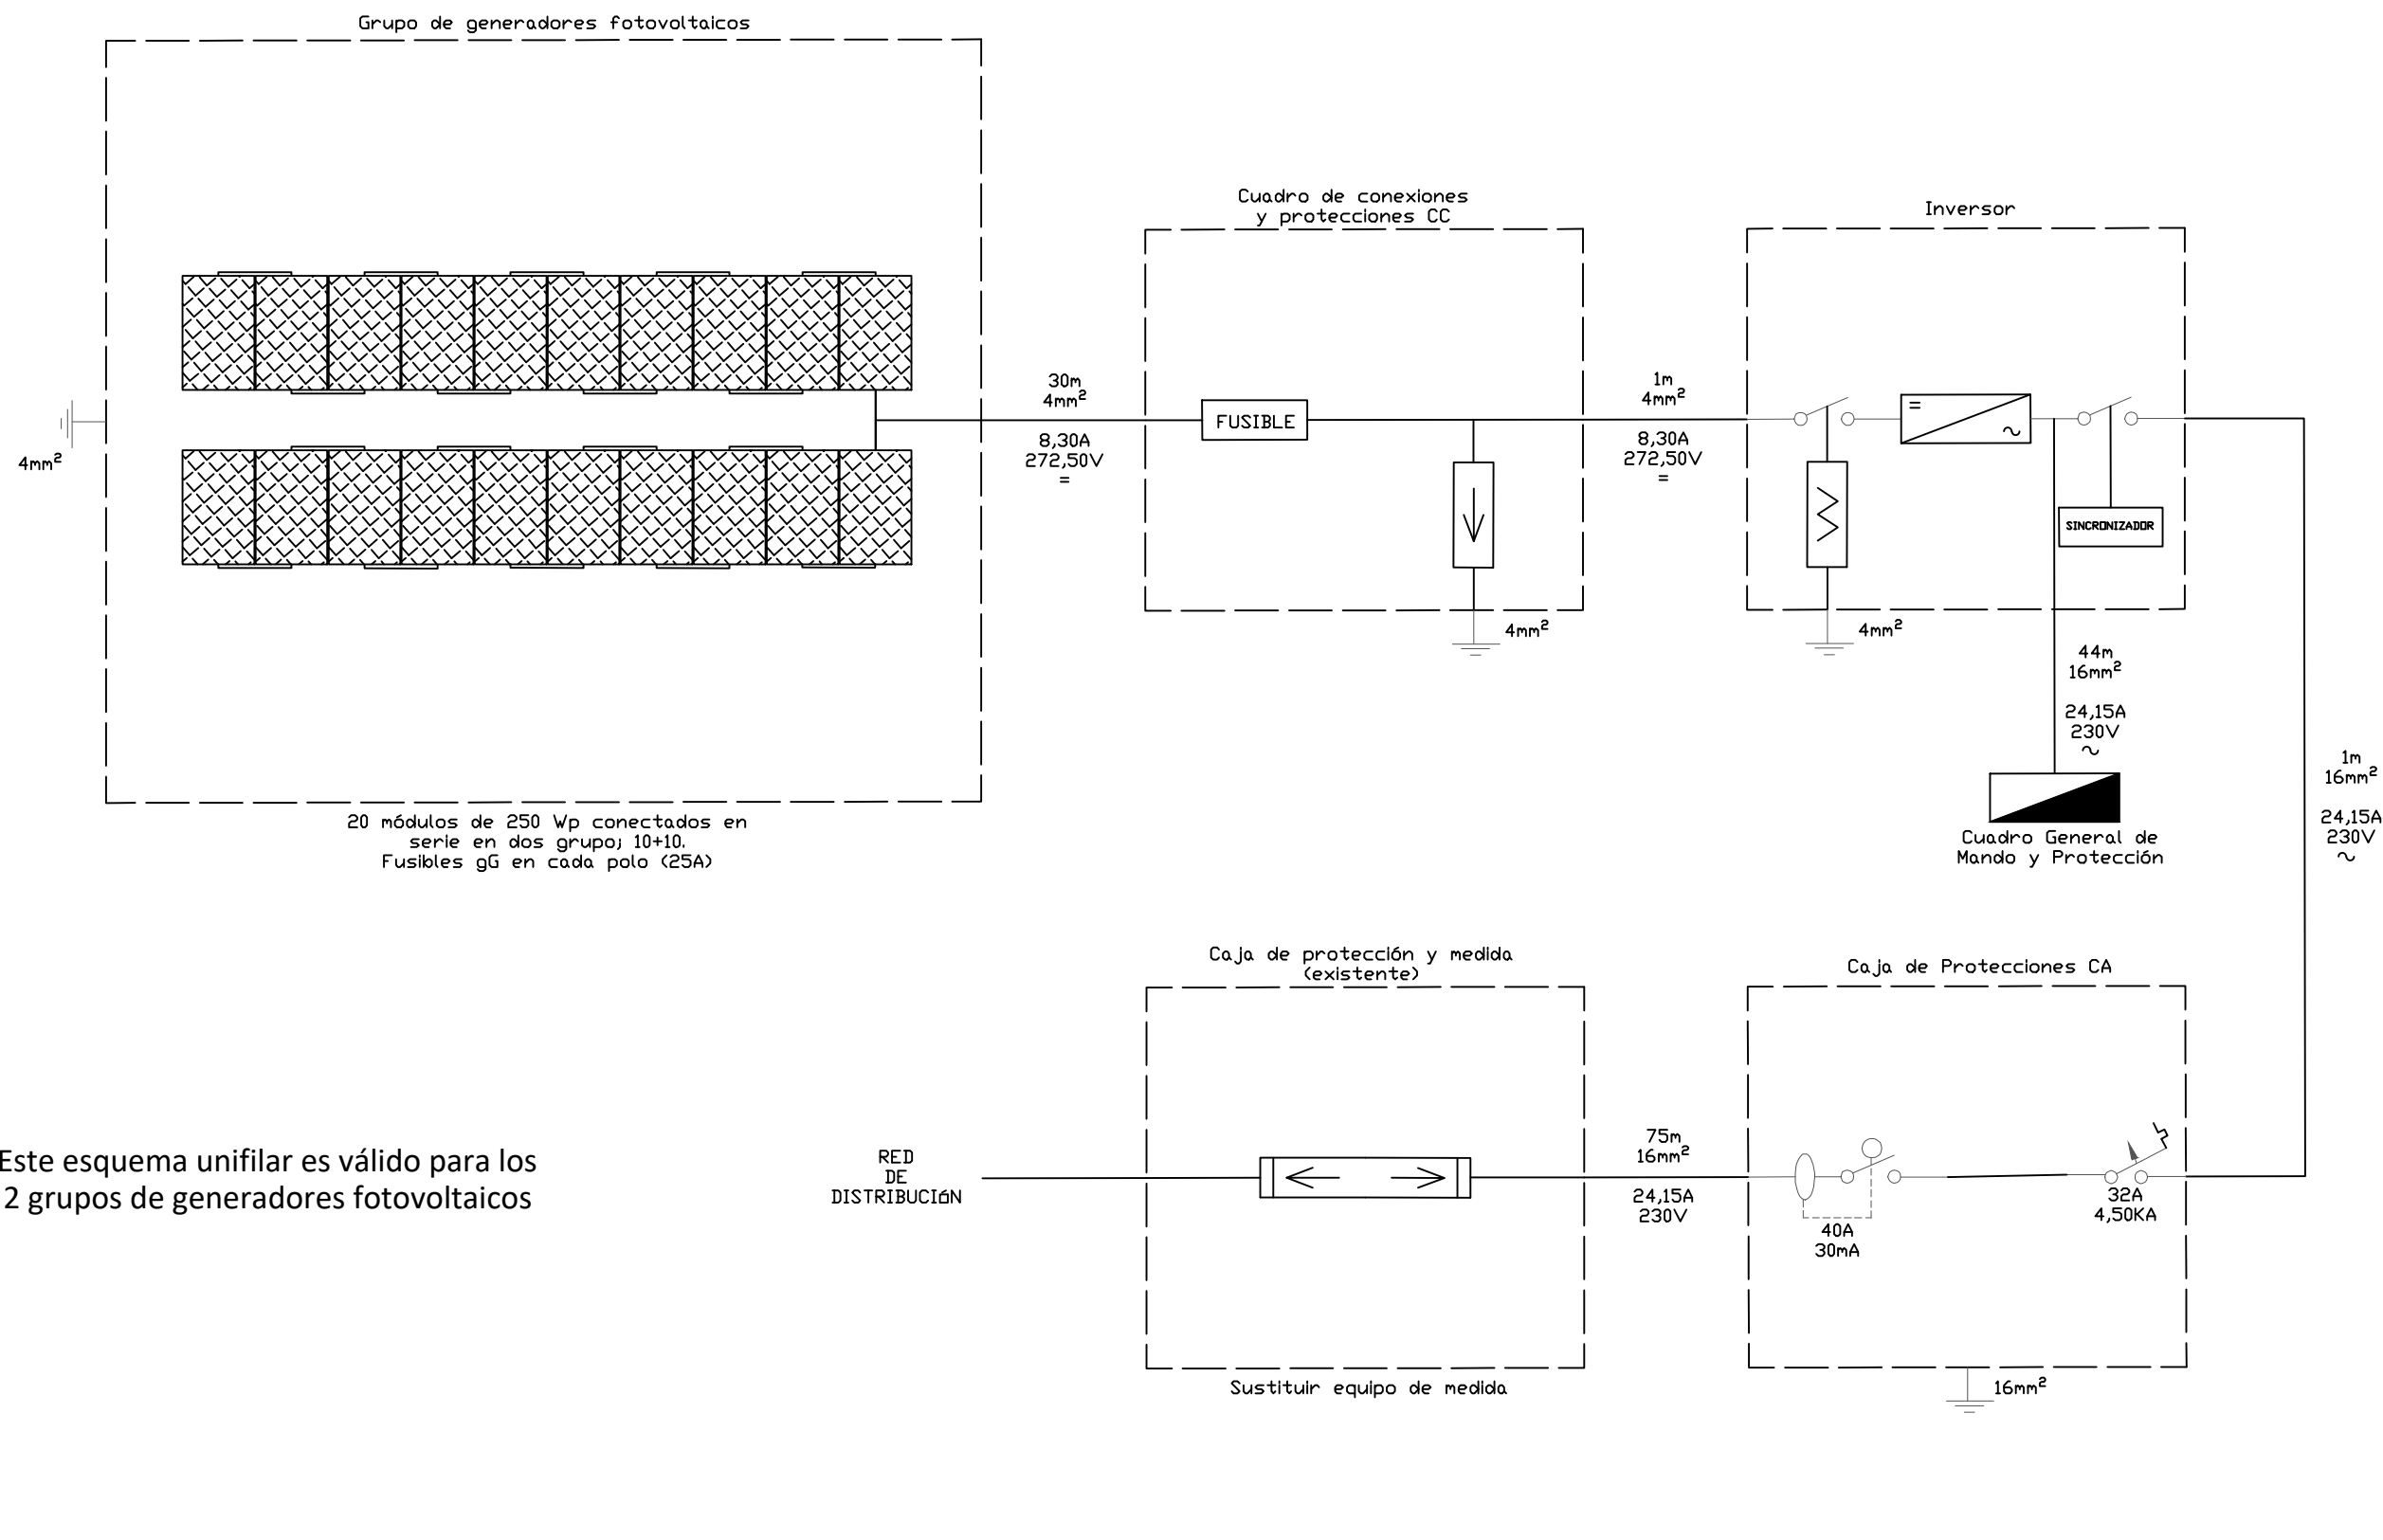 Grupo de generadores fotovoltaicos
4mm²
20 módulos de 250 Wp conectados en
serie en dos grupo; 10+10.
Fusibles gG en cada polo (25A)
30m
4mm²
8,30A
272,50V
=
Cuadro de conexiones
y protecciones CC
FUSIBLE
4mm²
1m
4mm²
8,30A
272,50V
=
Inversor
=
~
SINCRONIZADOR
4mm²
44m
16mm²
24,15A
230V
~
Cuadro General de
Mando y Protección
1m
16mm²
24,15A
230V
~
Caja de protección y medida
(existente)
Sustituir equipo de medida
Caja de Protecciones CA
32A
4,50KA
40A
30mA
16mm²
75m
16mm²
24,15A
230V
RED
DE
DISTRIBUCIóN
Este esquema unifilar es válido para los
2 grupos de generadores fotovoltaicos